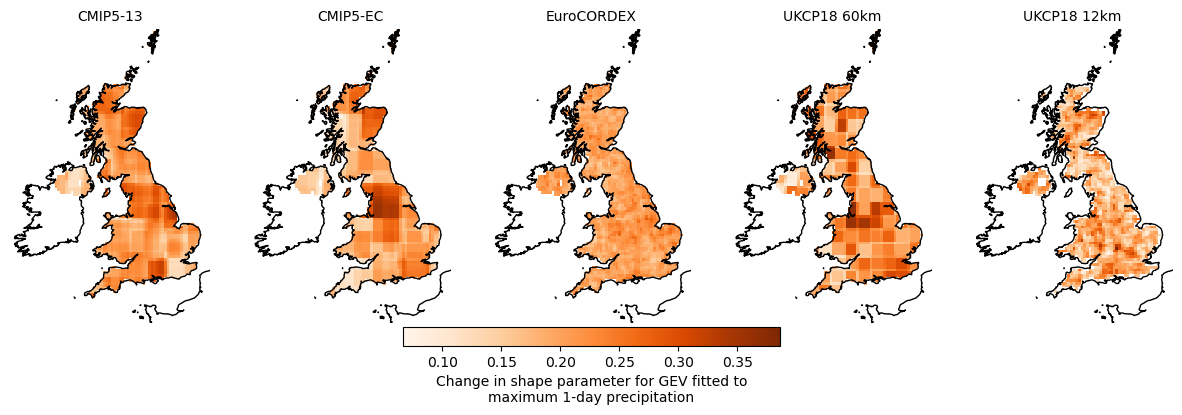 CMIP5-13
CMIP5-EC
EuroCORDEX
UKCP18 60km
UKCP18 12km
0.10 0.15 0.20 0.25 0.30 0.35
Change in shape parameter for GEV fitted to
maximum 1-day precipitation